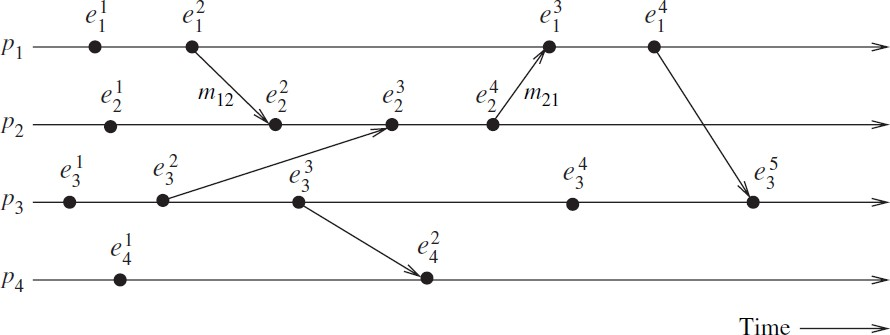 e_1^1 e_1^2 e_1^3 e_1^4
p_1
e_2^1 m_12 e_2^2 e_2^3 e_2^4 m_21
p_2
e_3^1 e_3^2 e_3^3 e_3^4 e_3^5
p_3
e_4^1 e_4^2
p_4
Time